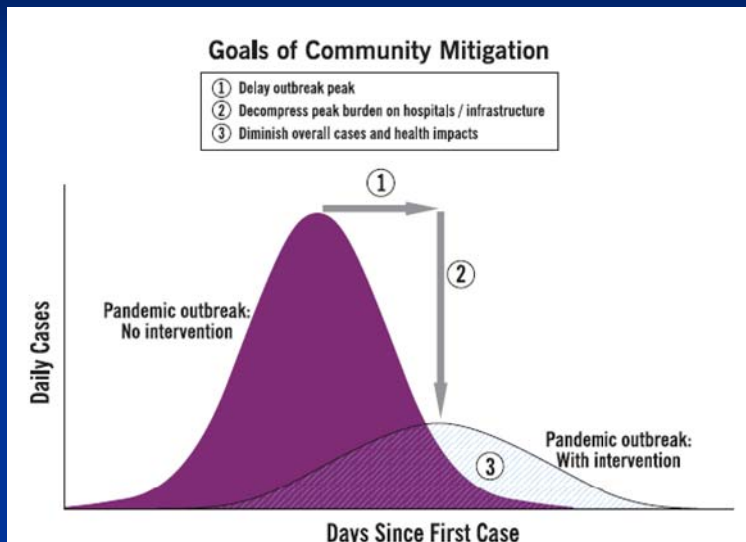 Goals of Community Mitigation
① Delay outbreak peak
② Decompress peak burden on hospitals / infrastructure
③ Diminish overall cases and health impacts
①
②
Pandemic outbreak:
No intervention
Daily Cases
③
Pandemic outbreak:
With intervention
Days Since First Case